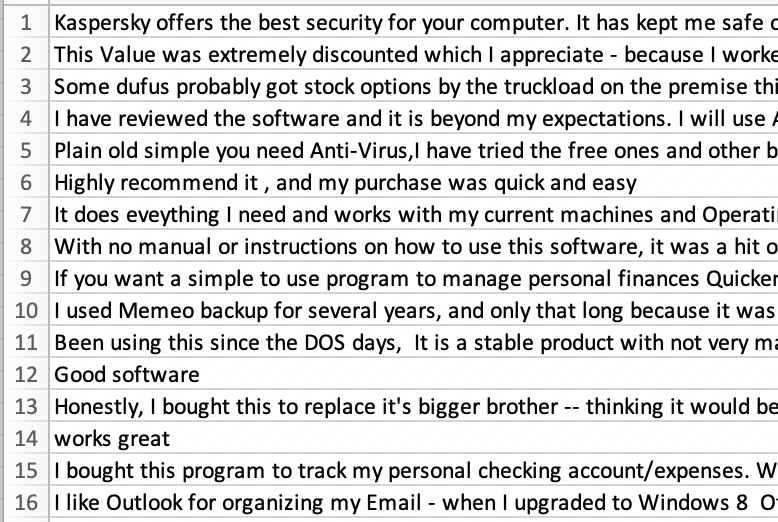 1 Kaspersky offers the best security for your computer. It has kept me safe
2 This Value was extremely discounted which I appreciate - because I worke
3 Some dufus probably got stock options by the truckload on the premise thi
4 I have reviewed the software and it is beyond my expectations. I will use
5 Plain old simple you need Anti-Virus,I have tried the free ones and other b
6 Highly recommend it , and my purchase was quick and easy
7 It does eveything I need and works with my current machines and Operati
8 With no manual or instructions on how to use this software, it was a hit o
9 If you want a simple to use program to manage personal finances Quicken
10 I used Memeo backup for several years, and only that long because it was
11 Been using this since the DOS days,  It is a stable product with not very ma
12 Good software
13 Honestly, I bought this to replace it's bigger brother -- thinking it would be
14 works great
15 I bought this program to track my personal checking account/expenses. W
16 I like Outlook for organizing my Email - when I upgraded to Windows 8  O